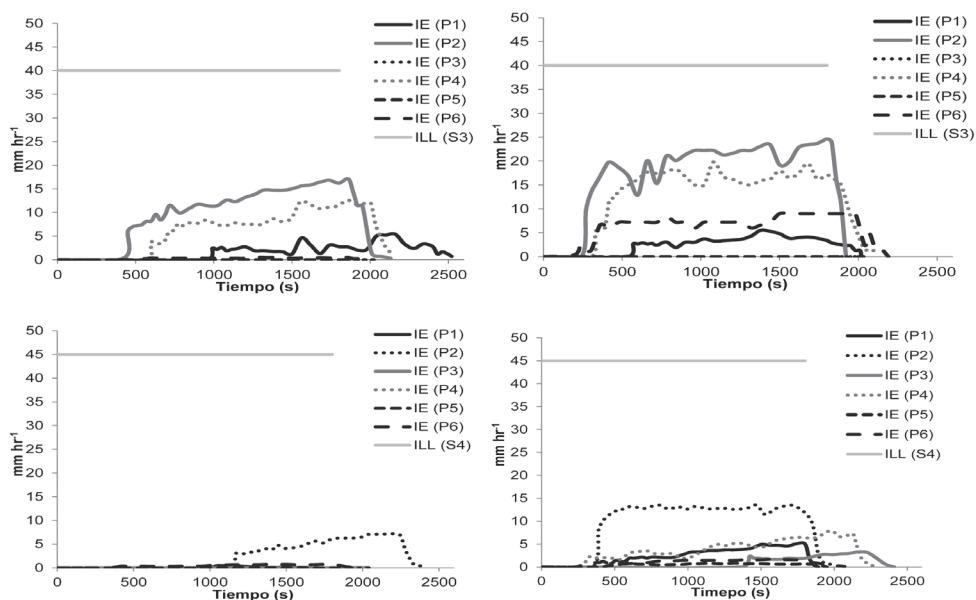 50
45
40
35
30
25
20
15
10
5
0
mm hr-1
0 500 1000 1500 2000 2500
Tiempo (s)
IE (P1)
IE (P2)
IE (P3)
IE (P4)
IE (P5)
IE (P6)
ILL (S3)
50
45
40
35
30
25
20
15
10
5
0
mm hr-1
0 500 1000 1500 2000 2500
Tiempo (s)
IE (P1)
IE (P2)
IE (P3)
IE (P4)
IE (P5)
IE (P6)
ILL (S3)
50
45
40
35
30
25
20
15
10
5
0
mm hr-1
0 500 1000 1500 2000 2500
Tiempo (s)
IE (P1)
IE (P2)
IE (P3)
IE (P4)
IE (P5)
IE (P6)
ILL (S4)
50
45
40
35
30
25
20
15
10
5
0
mm hr-1
0 500 1000 1500 2000 2500
Timepo (s)
IE (P1)
IE (P2)
IE (P3)
IE (P4)
IE (P5)
IE (P6)
ILL (S4)